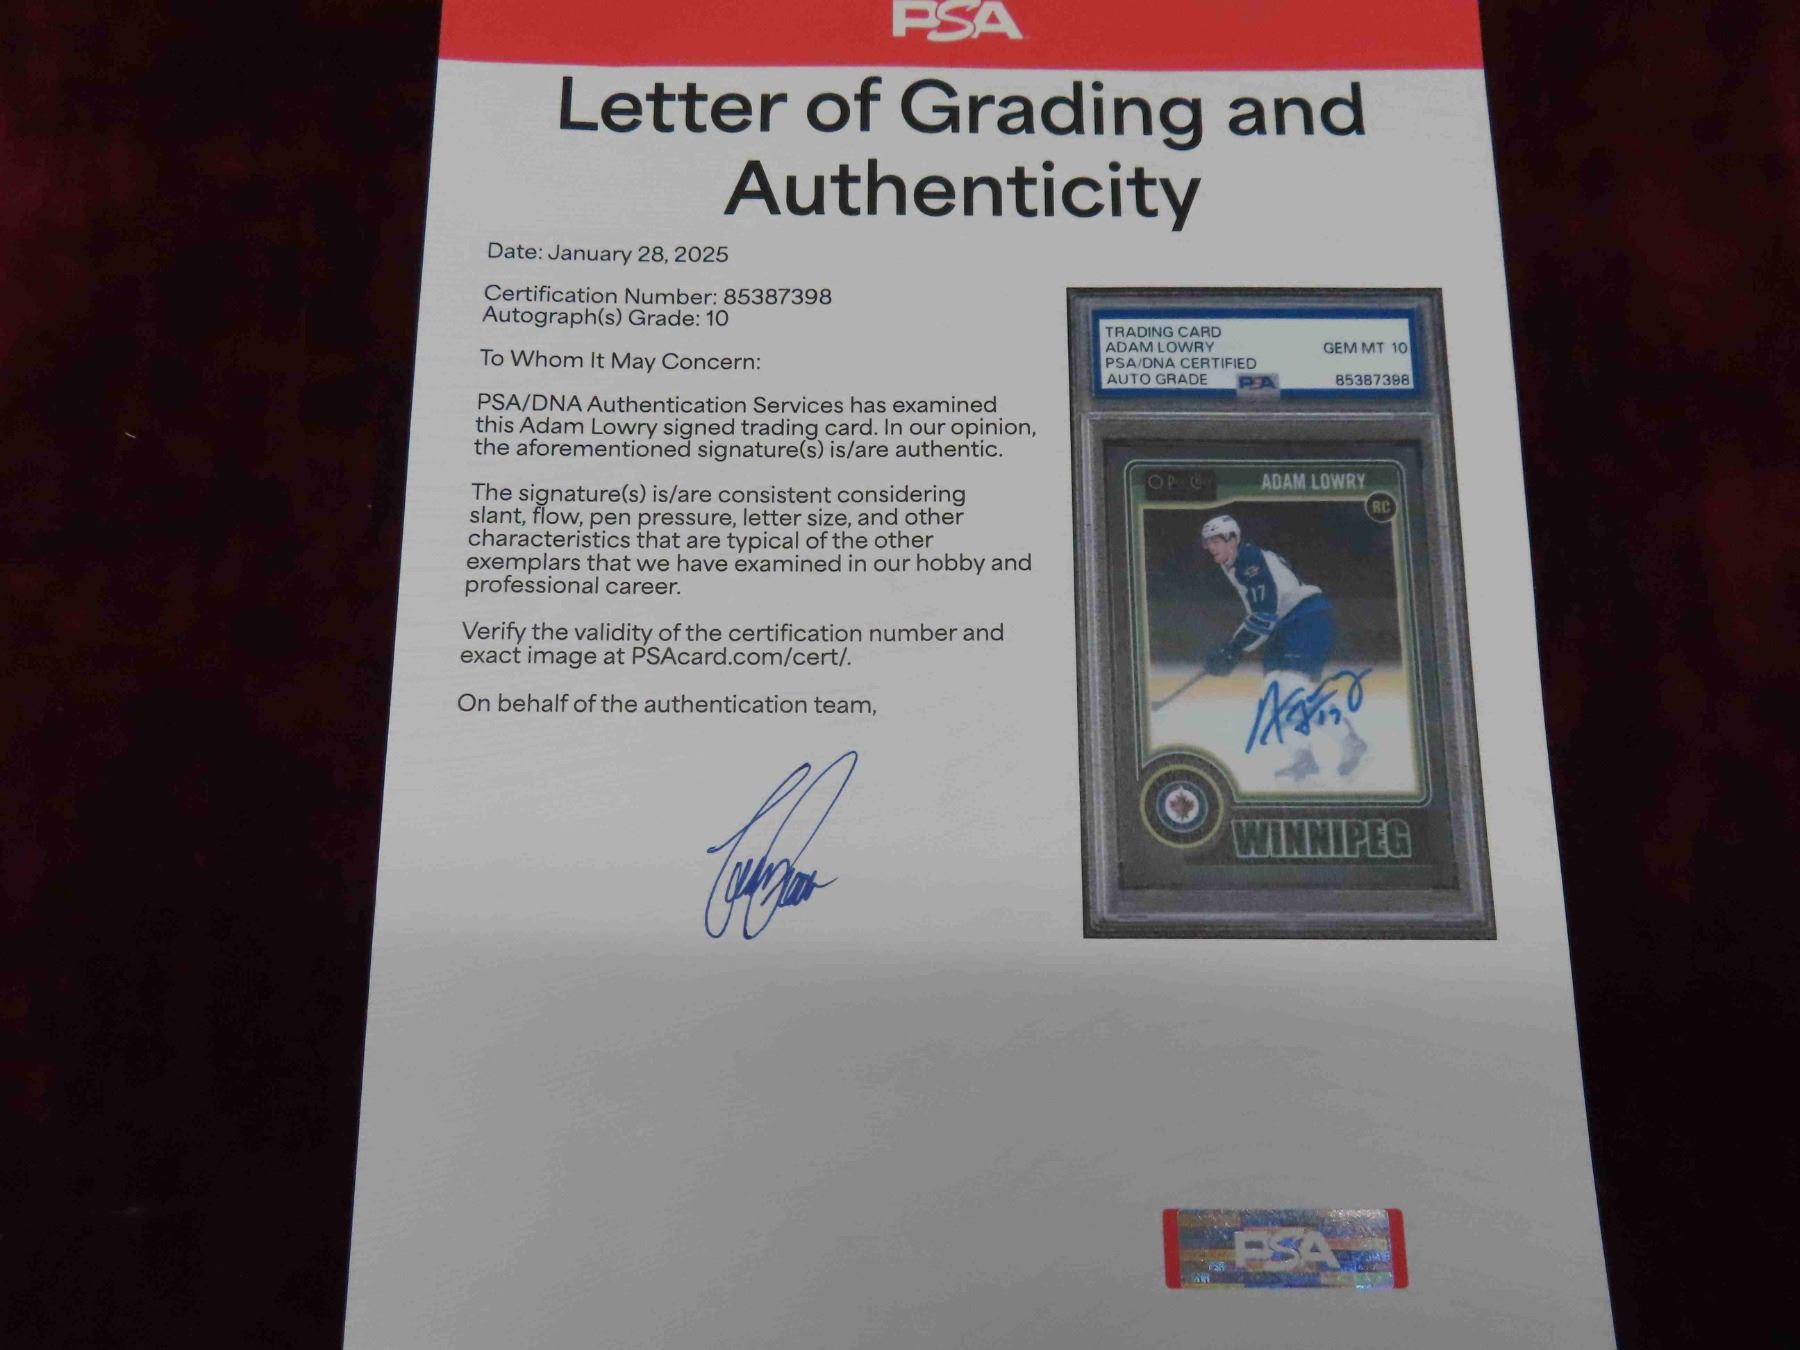 PSA
Letter of Grading and
Authenticity
Date: January 28, 2025
Certification Number: 85387398
Autograph(s) Grade: 10
To Whom It May Concern:
PSA/DNA Authentication Services has examined
this Adam Lowry signed trading card. In our opinion,
the aforementioned signature(s) is/are authentic.
The signature(s) is/are consistent considering
slant, flow, pen pressure, letter size, and other
characteristics that are typical of the other
exemplars that we have examined in our hobby and
professional career.
Verify the validity of the certification number and
exact image at PSAcard.com/cert/.
On behalf of the authentication team,
TRADING CARD
ADAM LOWRY GEM MT 10
PSA/DNA CERTIFIED
AUTO GRADE PSA 85387398
ADAM LOWRY
RC
17
WINNIPEG
PSA